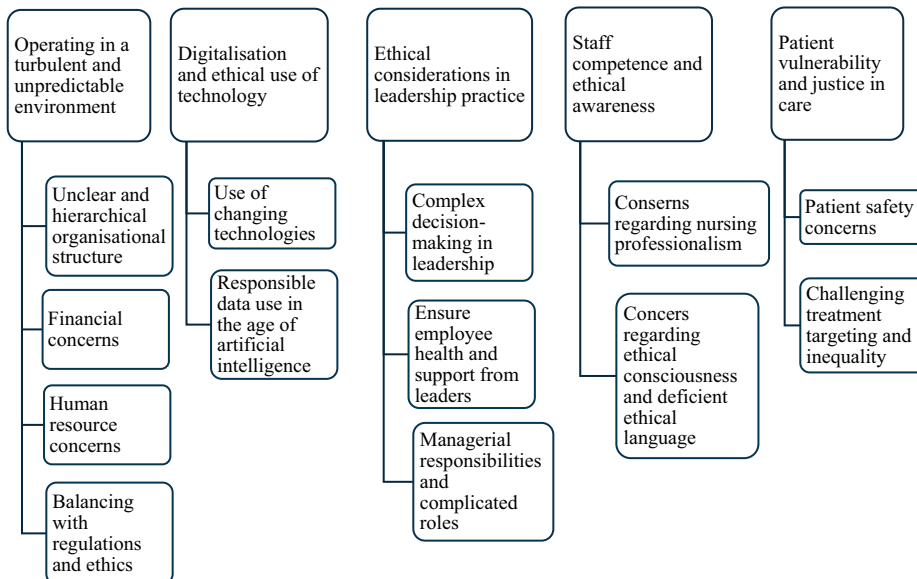 Operating in a
turbulent and
unpredictable
environment
Unclear and
hierarchical
organisational
structure
Financial
concerns
Human
resource
concerns
Balancing
with
regulations
and ethics
Digitalisation
and ethical use of
technology
Use of
changing
technologies
Responsible
data use in
the age of
artificial
intelligence
Ethical
considerations in
leadership practice
Complex
decision-
making in
leadership
Ensure
employee
health and
support from
leaders
Managerial
responsibilities
and
complicated
roles
Staff
competence and
ethical
awareness
Conserns
regarding nursing
professionalism
Concers
regarding
ethical
consciousness
and deficient
ethical
language
Patient
vulnerability
and justice in
care
Patient safety
concerns
Challenging
treatment
targeting and
inequality